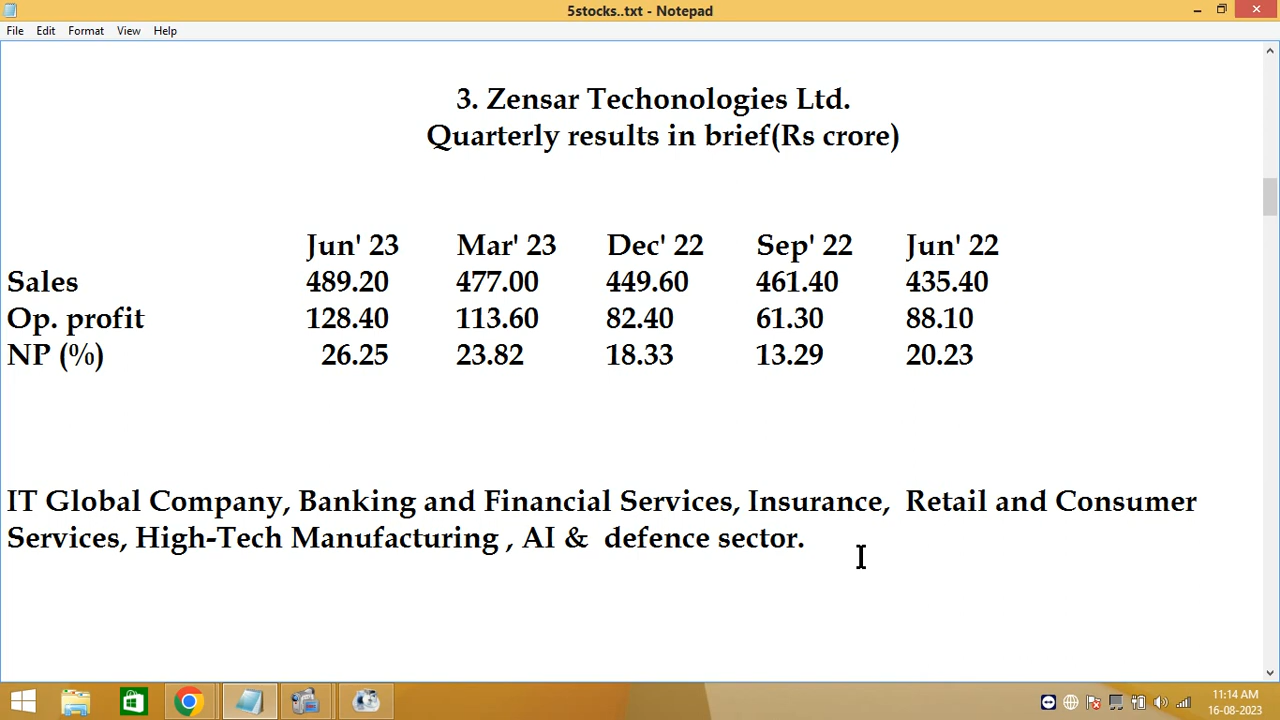 5stocks..txt - Notepad
File Edit Format View Help
3. Zensar Techonologies Ltd.
Quarterly results in brief(Rs crore)
Jun' 23 Mar' 23 Dec' 22 Sep' 22 Jun' 22
Sales 489.20 477.00 449.60 461.40 435.40
Op. profit 128.40 113.60 82.40 61.30 88.10
NP (%) 26.25 23.82 18.33 13.29 20.23
IT Global Company, Banking and Financial Services, Insurance, Retail and Consumer
Services, High-Tech Manufacturing , AI & defence sector.
11:14 AM
16-08-2023